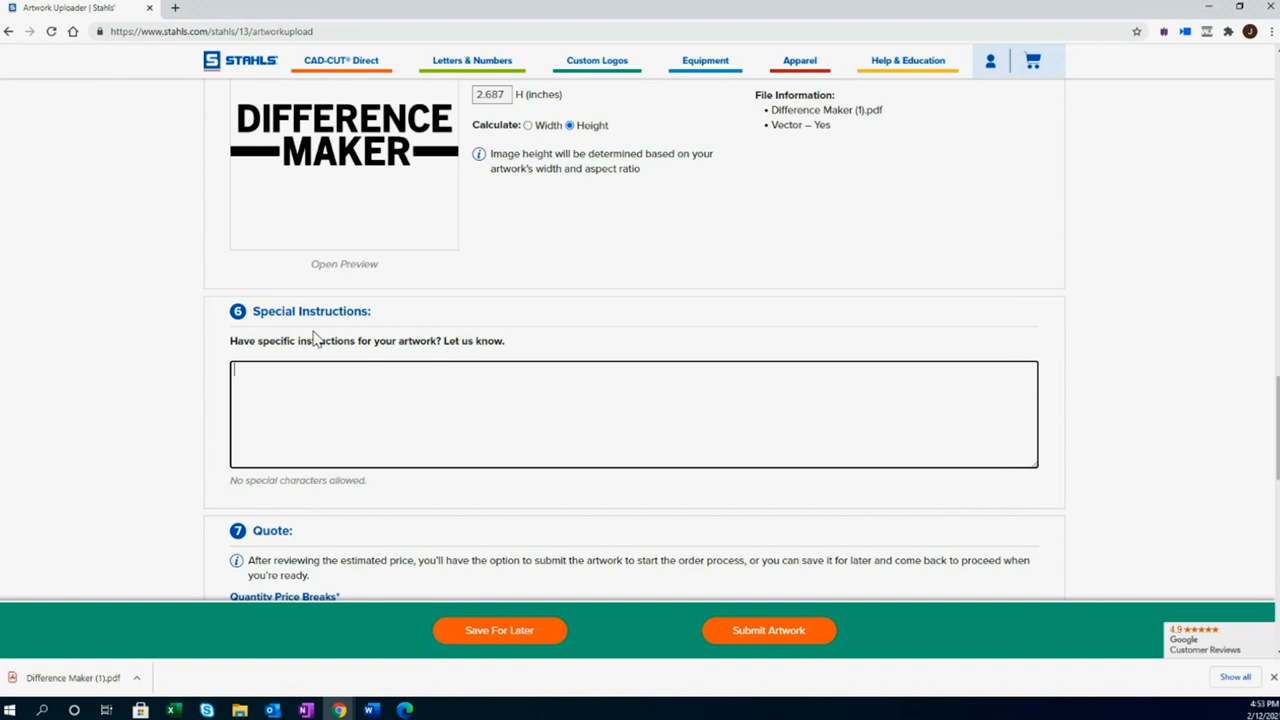 Artwork Uploader | Stahls'
https://www.stahls.com/stahls/13/artworkupload
STAHLS'
CAD-CUT® Direct
Letters & Numbers
Custom Logos
Equipment
Apparel
Help & Education
DIFFERENCE
MAKER
Open Preview
2.687 H (inches)
Calculate: Width Height
Image height will be determined based on your
artwork's width and aspect ratio
File Information:
• Difference Maker (1).pdf
• Vector – Yes
6 Special Instructions:
Have specific instructions for your artwork? Let us know.
No special characters allowed.
7 Quote:
After reviewing the estimated price, you'll have the option to submit the artwork to start the order process, or you can save it for later and come back to proceed when
you're ready.
Quantity Price Breaks*
Save For Later
Submit Artwork
4.9 ★★★★★
Google
Customer Reviews
Difference Maker (1).pdf
Show all
4:53 PM